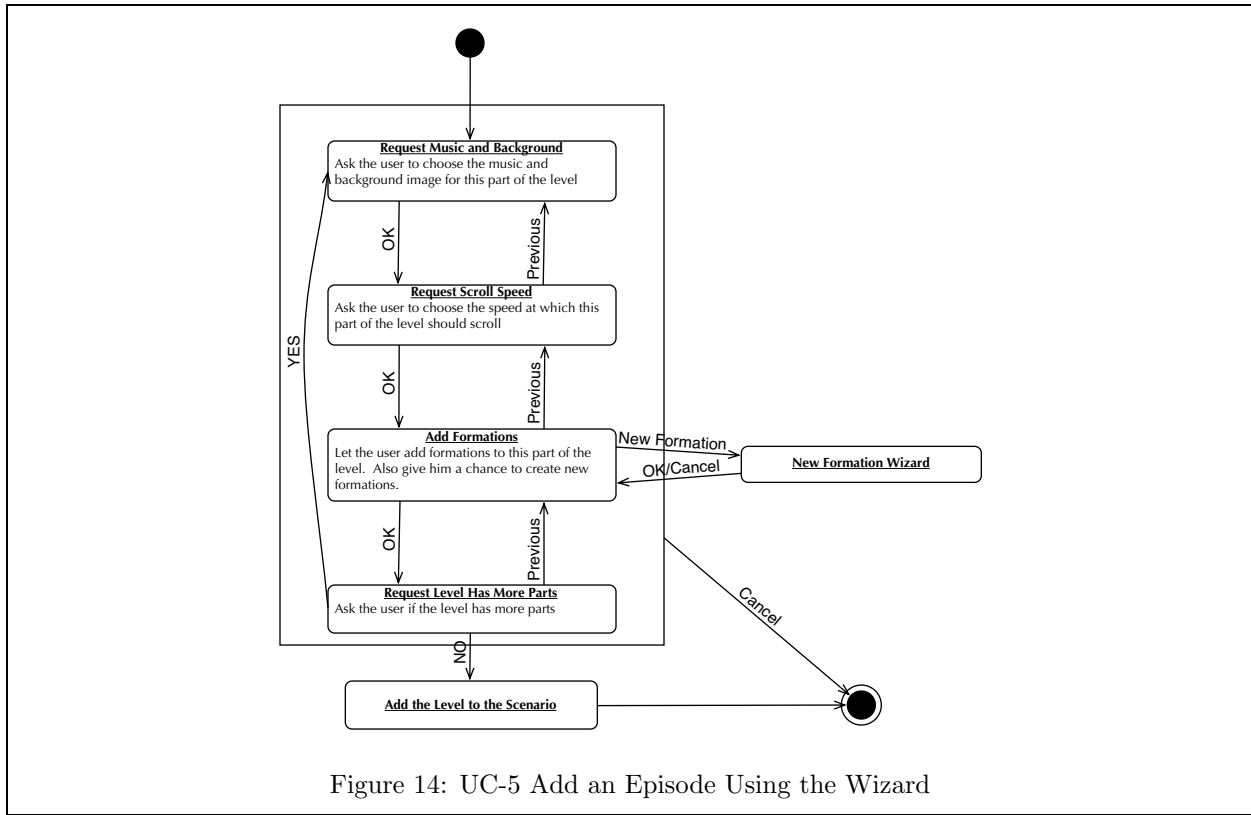 Request Music and Background
Ask the user to choose the music and
background image for this part of the level
OK
Previous
Request Scroll Speed
Ask the user to choose the speed at which this
part of the level should scroll
YES
OK
Previous
Add Formations
Let the user add formations to this part of the
level. Also give him a chance to create new
formations.
New Formation
OK/Cancel
New Formation Wizard
OK
Previous
Request Level Has More Parts
Ask the user if the level has more parts
Cancel
NO
Add the Level to the Scenario
Figure 14: UC-5 Add an Episode Using the Wizard